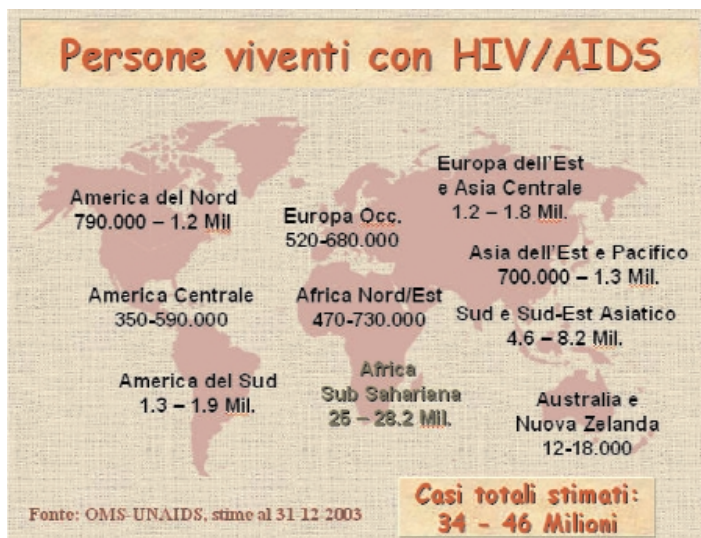 Persone viventi con HIV/AIDS
America del Nord
790.000 – 1.2 Mil
Europa Occ.
520-680.000
Europa dell'Est
e Asia Centrale
1.2 – 1.8 Mil.
Asia dell'Est e Pacifico
700.000 – 1.3 Mil.
America Centrale
350-590.000
Africa Nord/Est
470-730.000
Sud e Sud-Est Asiatico
4.6 – 8.2 Mil.
America del Sud
1.3 – 1.9 Mil.
Africa
Sub Sahariana
25 – 28.2 Mil.
Australia e
Nuova Zelanda
12-18.000
Casi totali stimati:
34 - 46 Milioni
Fonte: OMS-UNAIDS, stime al 31-12-2003